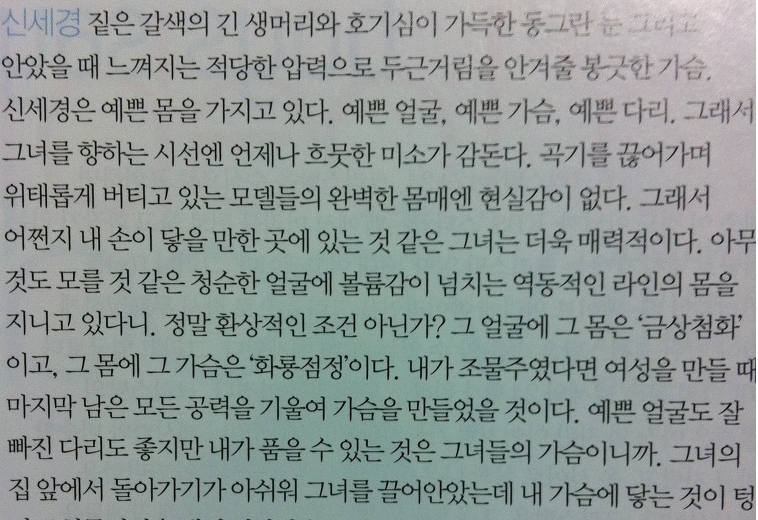 신세경 짙은 갈색의 긴 생머리와 호기심이 가득한 동그란 눈 그리고
안았을 때 느껴지는 적당한 압력으로 두근거림을 안겨줄 봉긋한 가슴.
신세경은 예쁜 몸을 가지고 있다. 예쁜 얼굴, 예쁜 가슴, 예쁜 다리. 그래서
그녀를 향하는 시선엔 언제나 흐뭇한 미소가 감돈다. 곡기를 끊어가며
위태롭게 버티고 있는 모델들의 완벽한 몸매엔 현실감이 없다. 그래서
어쩐지 내 손이 닿을 만한 곳에 있는 것 같은 그녀는 더욱 매력적이다. 아무
것도 모를 것 같은 청순한 얼굴에 볼륨감이 넘치는 역동적인 라인의 몸을
지니고 있다니. 정말 환상적인 조건 아닌가? 그 얼굴에 그 몸은 ‘금상첨화’
이고, 그 몸에 그 가슴은 ‘화룡점정’이다. 내가 조물주였다면 여성을 만들 때
마지막 남은 모든 공력을 기울여 가슴을 만들었을 것이다. 예쁜 얼굴도 잘
빠진 다리도 좋지만 내가 품을 수 있는 것은 그녀들의 가슴이니까. 그녀의
집 앞에서 돌아가기가 아쉬워 그녀를 끌어안았는데 내 가슴에 닿는 것이 텅